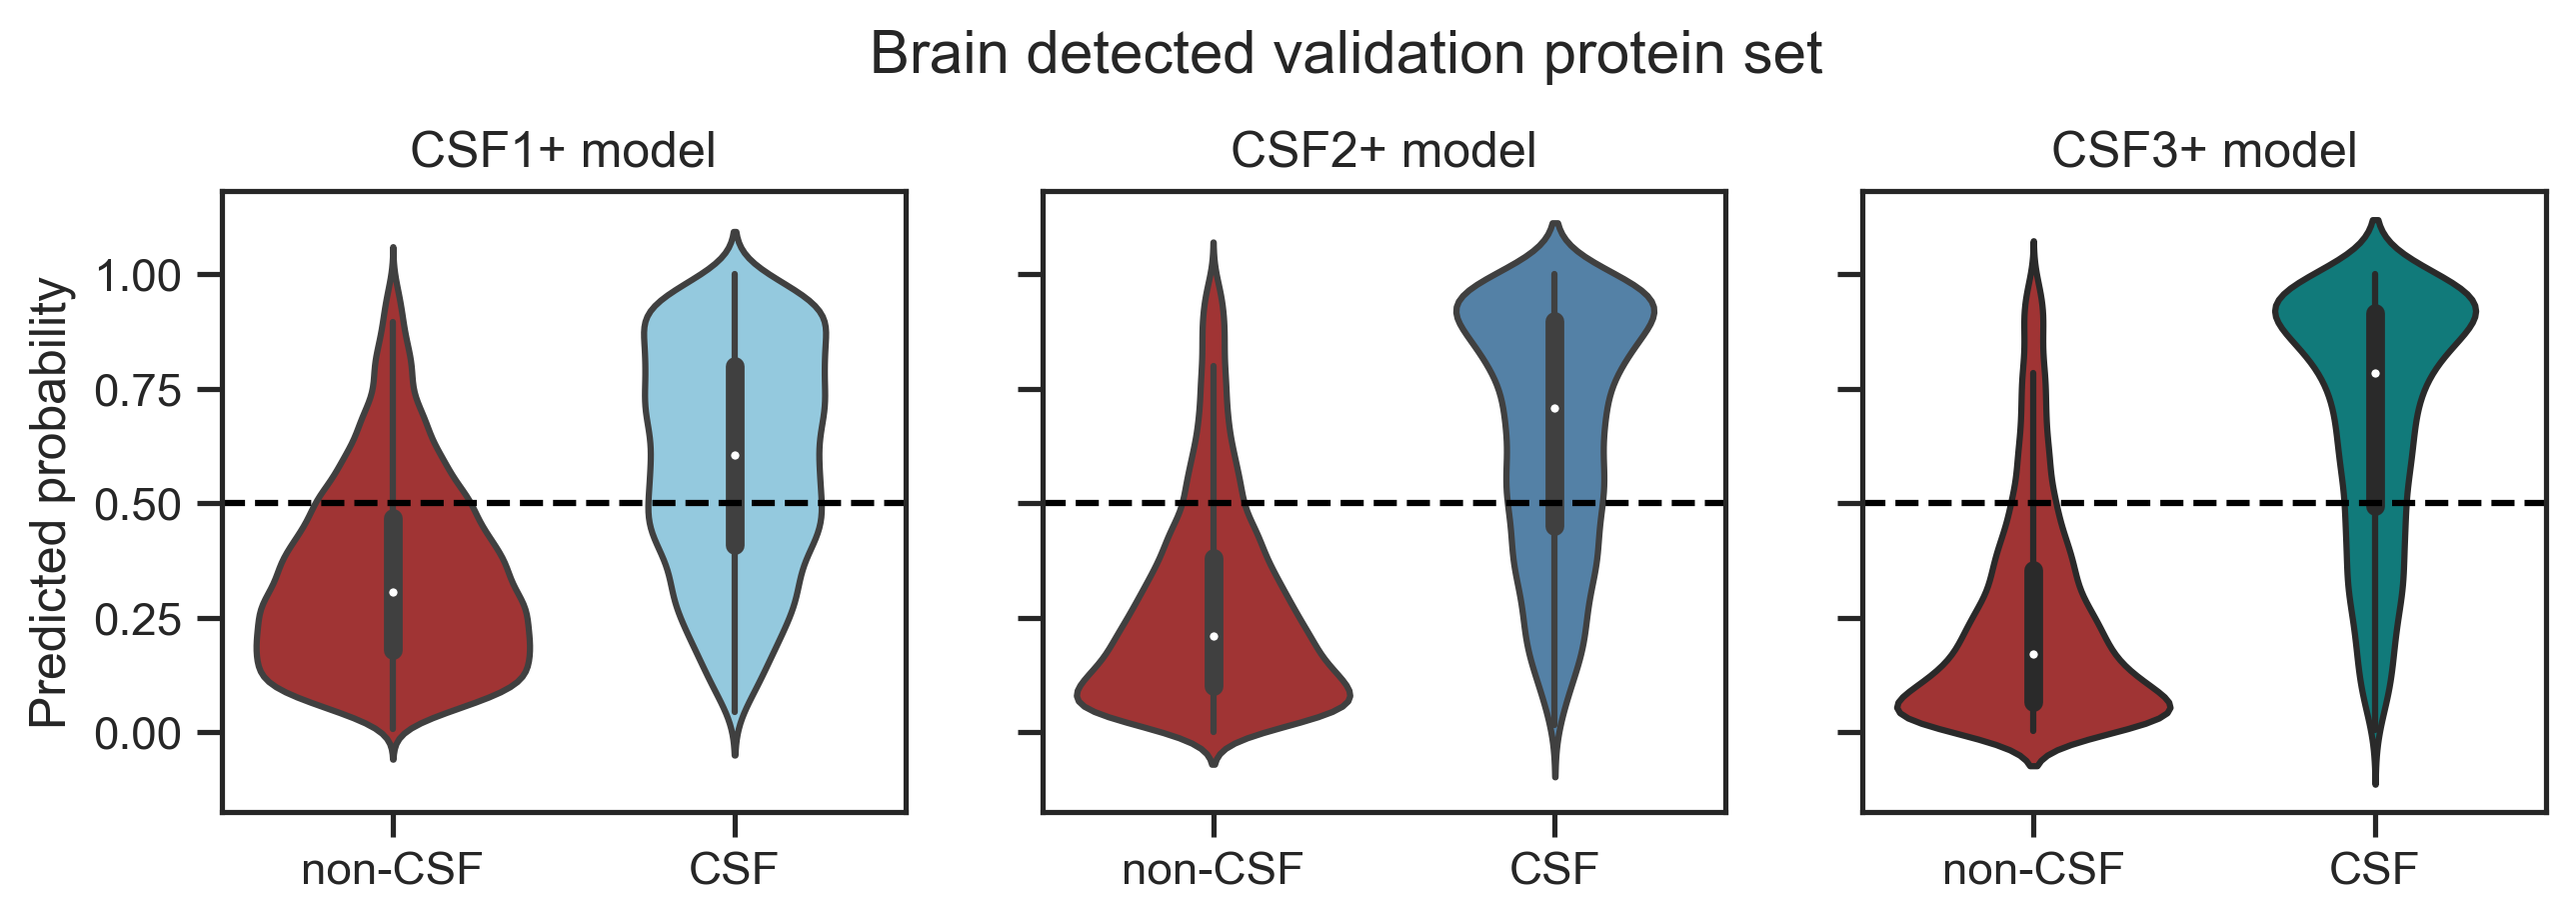 Brain detected validation protein set
CSF1+ model
CSF2+ model
CSF3+ model
Predicted probability
1.00
0.75
0.50
0.25
0.00
non-CSF
CSF
non-CSF
CSF
non-CSF
CSF